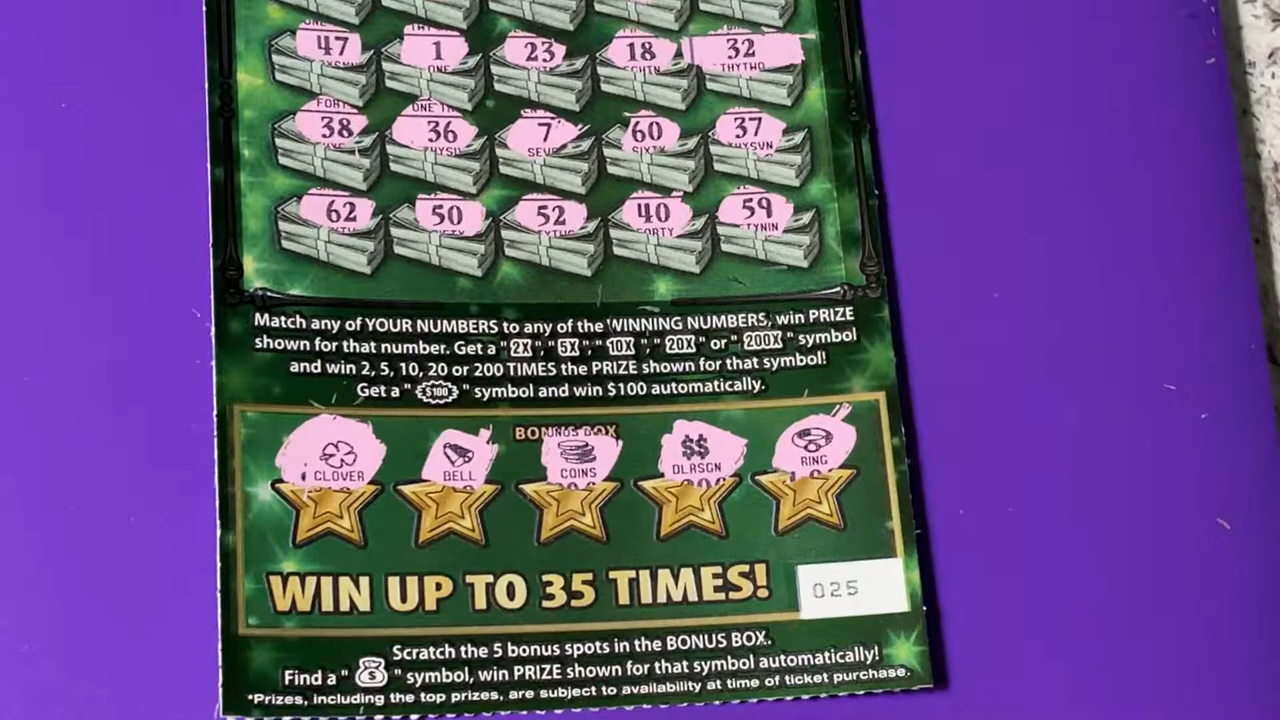 47 1 23 18 32
ONE THYTWO
38 36 7 60 37
SIXTY
62 50 52 40 59
Match any of YOUR NUMBERS to any of the WINNING NUMBERS, win PRIZE
shown for that number. Get a "2X", "5X", "10X", "20X" or "200X" symbol
and win 2, 5, 10, 20 or 200 TIMES the PRIZE shown for that symbol!
Get a "$100" symbol and win $100 automatically.
BONUS BOX
$$
CLOVER BELL COINS DLRSGN RING
WIN UP TO 35 TIMES!
025
Scratch the 5 bonus spots in the BONUS BOX.
Find a "$" symbol, win PRIZE shown for that symbol automatically!
*Prizes, including the top prizes, are subject to availability at time of ticket purchase.